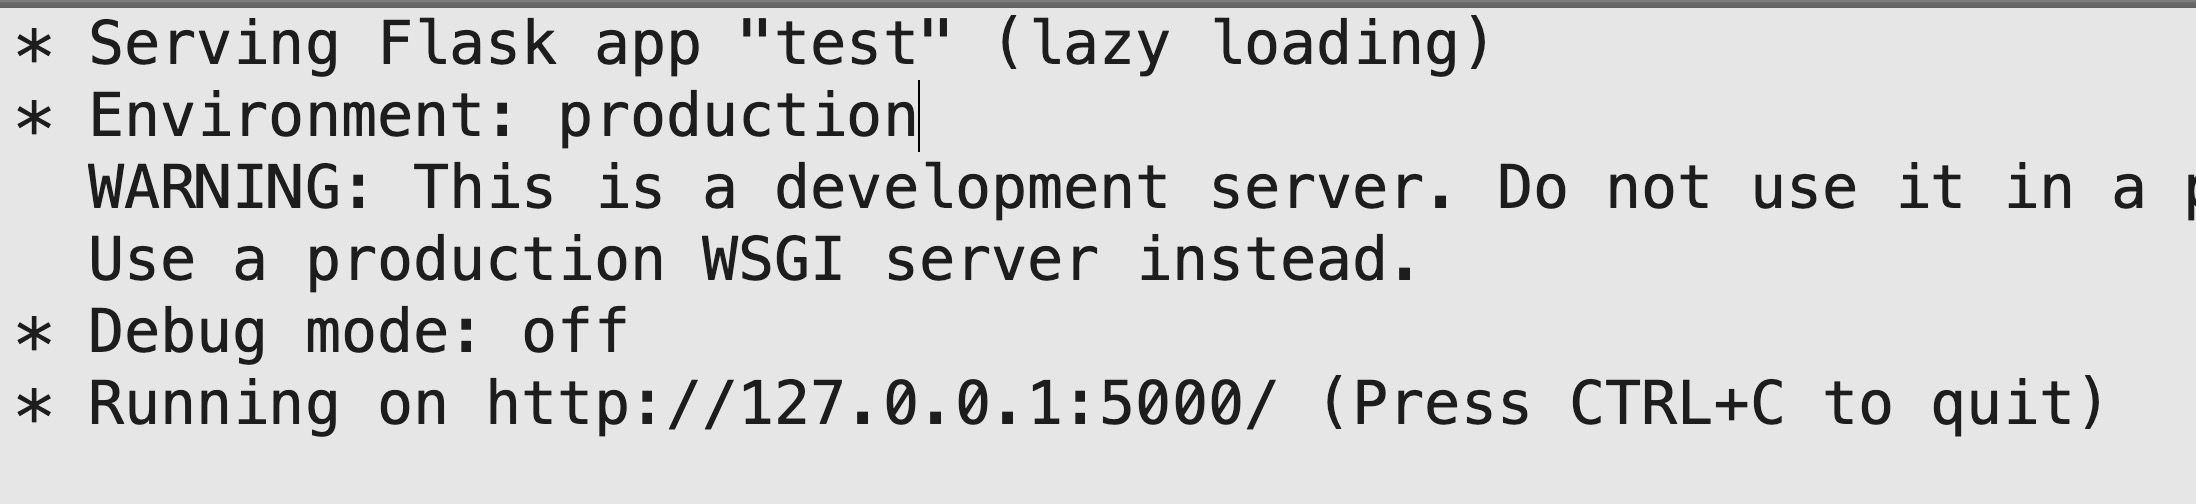 * Serving Flask app "test" (lazy loading)
* Environment: production
WARNING: This is a development server. Do not use it in a
Use a production WSGI server instead.
* Debug mode: off
* Running on http://127.0.0.1:5000/ (Press CTRL+C to quit)